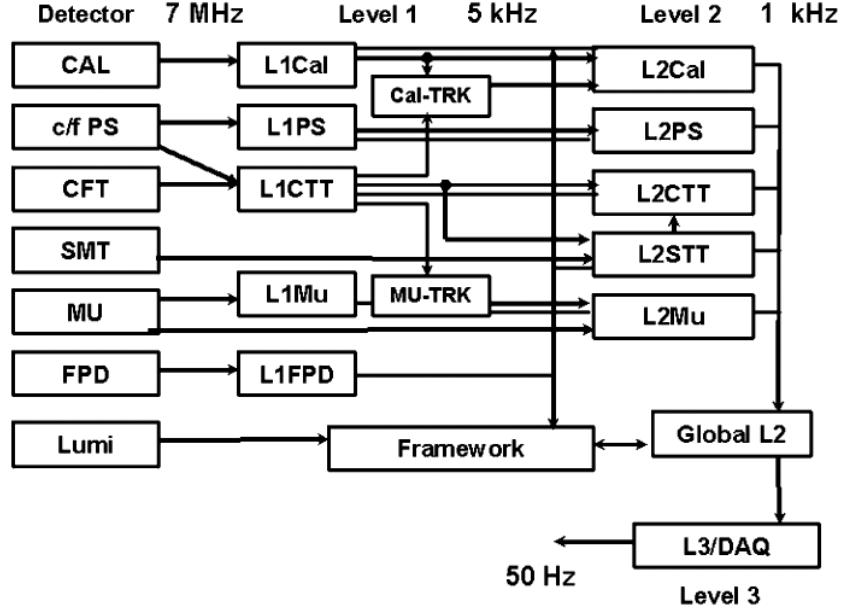 Detector 7 MHz Level 1 5 kHz Level 2 1 kHz
CAL L1Cal L2Cal
Cal-TRK
c/f PS L1PS L2PS
CFT L1CTT L2CTT
SMT L2STT
L1Mu MU-TRK
MU L2Mu
FPD L1FPD
Lumi Framework Global L2
L3/DAQ
50 Hz
Level 3